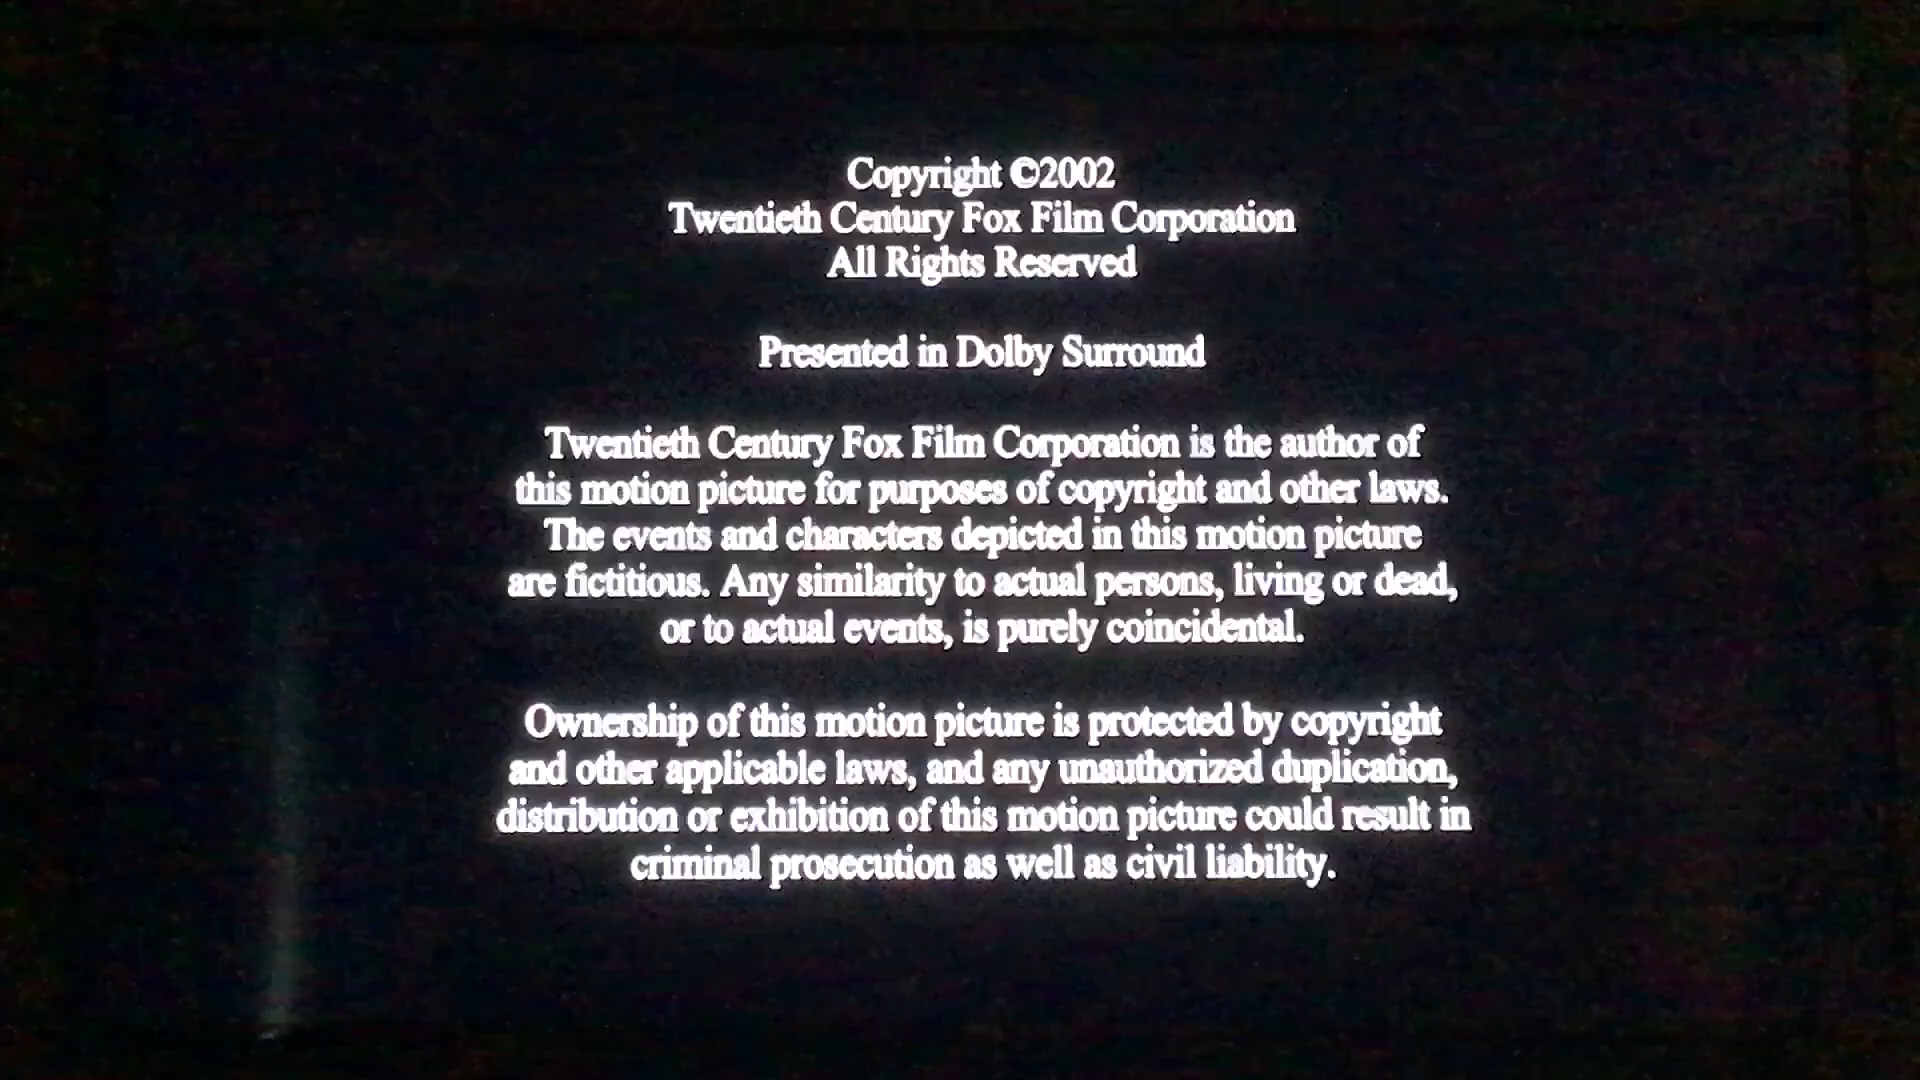 Copyright ©2002
Twentieth Century Fox Film Corporation
All Rights Reserved
Presented in Dolby Surround
Twentieth Century Fox Film Corporation is the author of
this motion picture for purposes of copyright and other laws.
The events and characters depicted in this motion picture
are fictitious. Any similarity to actual persons, living or dead,
or to actual events, is purely coincidental.
Ownership of this motion picture is protected by copyright
and other applicable laws, and any unauthorized duplication,
distribution or exhibition of this motion picture could result in
criminal prosecution as well as civil liability.